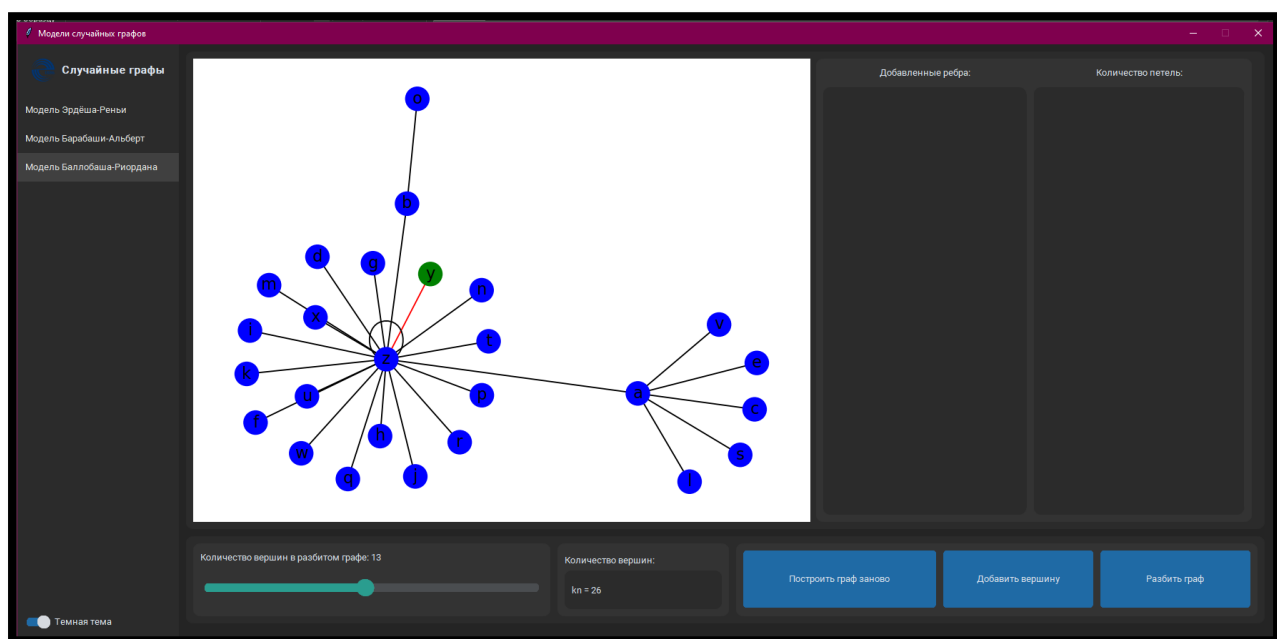 Модели случайных графов
Случайные графы
Модель Эрдёша-Реньи
Модель Барабаши-Альберт
Модель Баллобаша-Риордана
Темная тема
o
b
d
g
y
m
n
x
t
z
k
u
p
f
h
r
w
q
j
v
e
a
c
s
Добавленные ребра:
Количество петель:
Количество вершин в разбитом графе: 13
Количество вершин:
kn = 26
Построить граф заново
Добавить вершину
Разбить граф